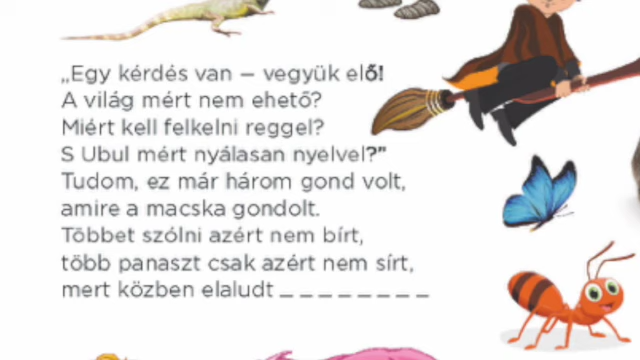 „Egy kérdés van – vegyük elő!
A világ mért nem ehető?
Miért kell felkelni reggel?
S Ubul mért nyálasan nyelvel?”
Tudom, ez már három gond volt,
amire a macska gondolt.
Többet szólni azért nem bírt,
több panaszt csak azért nem sírt,
mert közben elaludt _ _ _ _ _ _ _ _